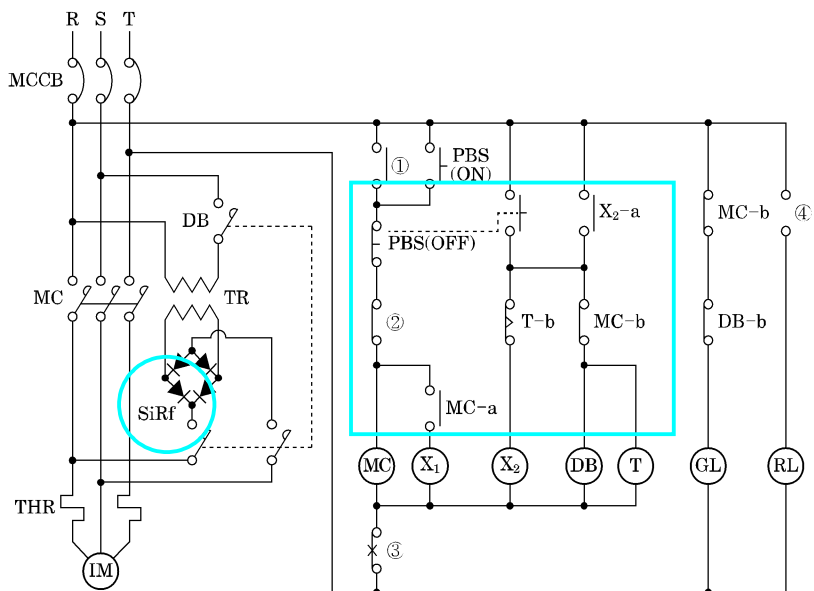 R S T
MCCB
① PBS
(ON)
DB
X₂-a
MC-b
④
PBS(OFF)
MC
TR
②
T-b
MC-b
DB-b
SiRf
MC-a
MC
X₁
X₂
DB
T
GL
RL
THR
③
IM